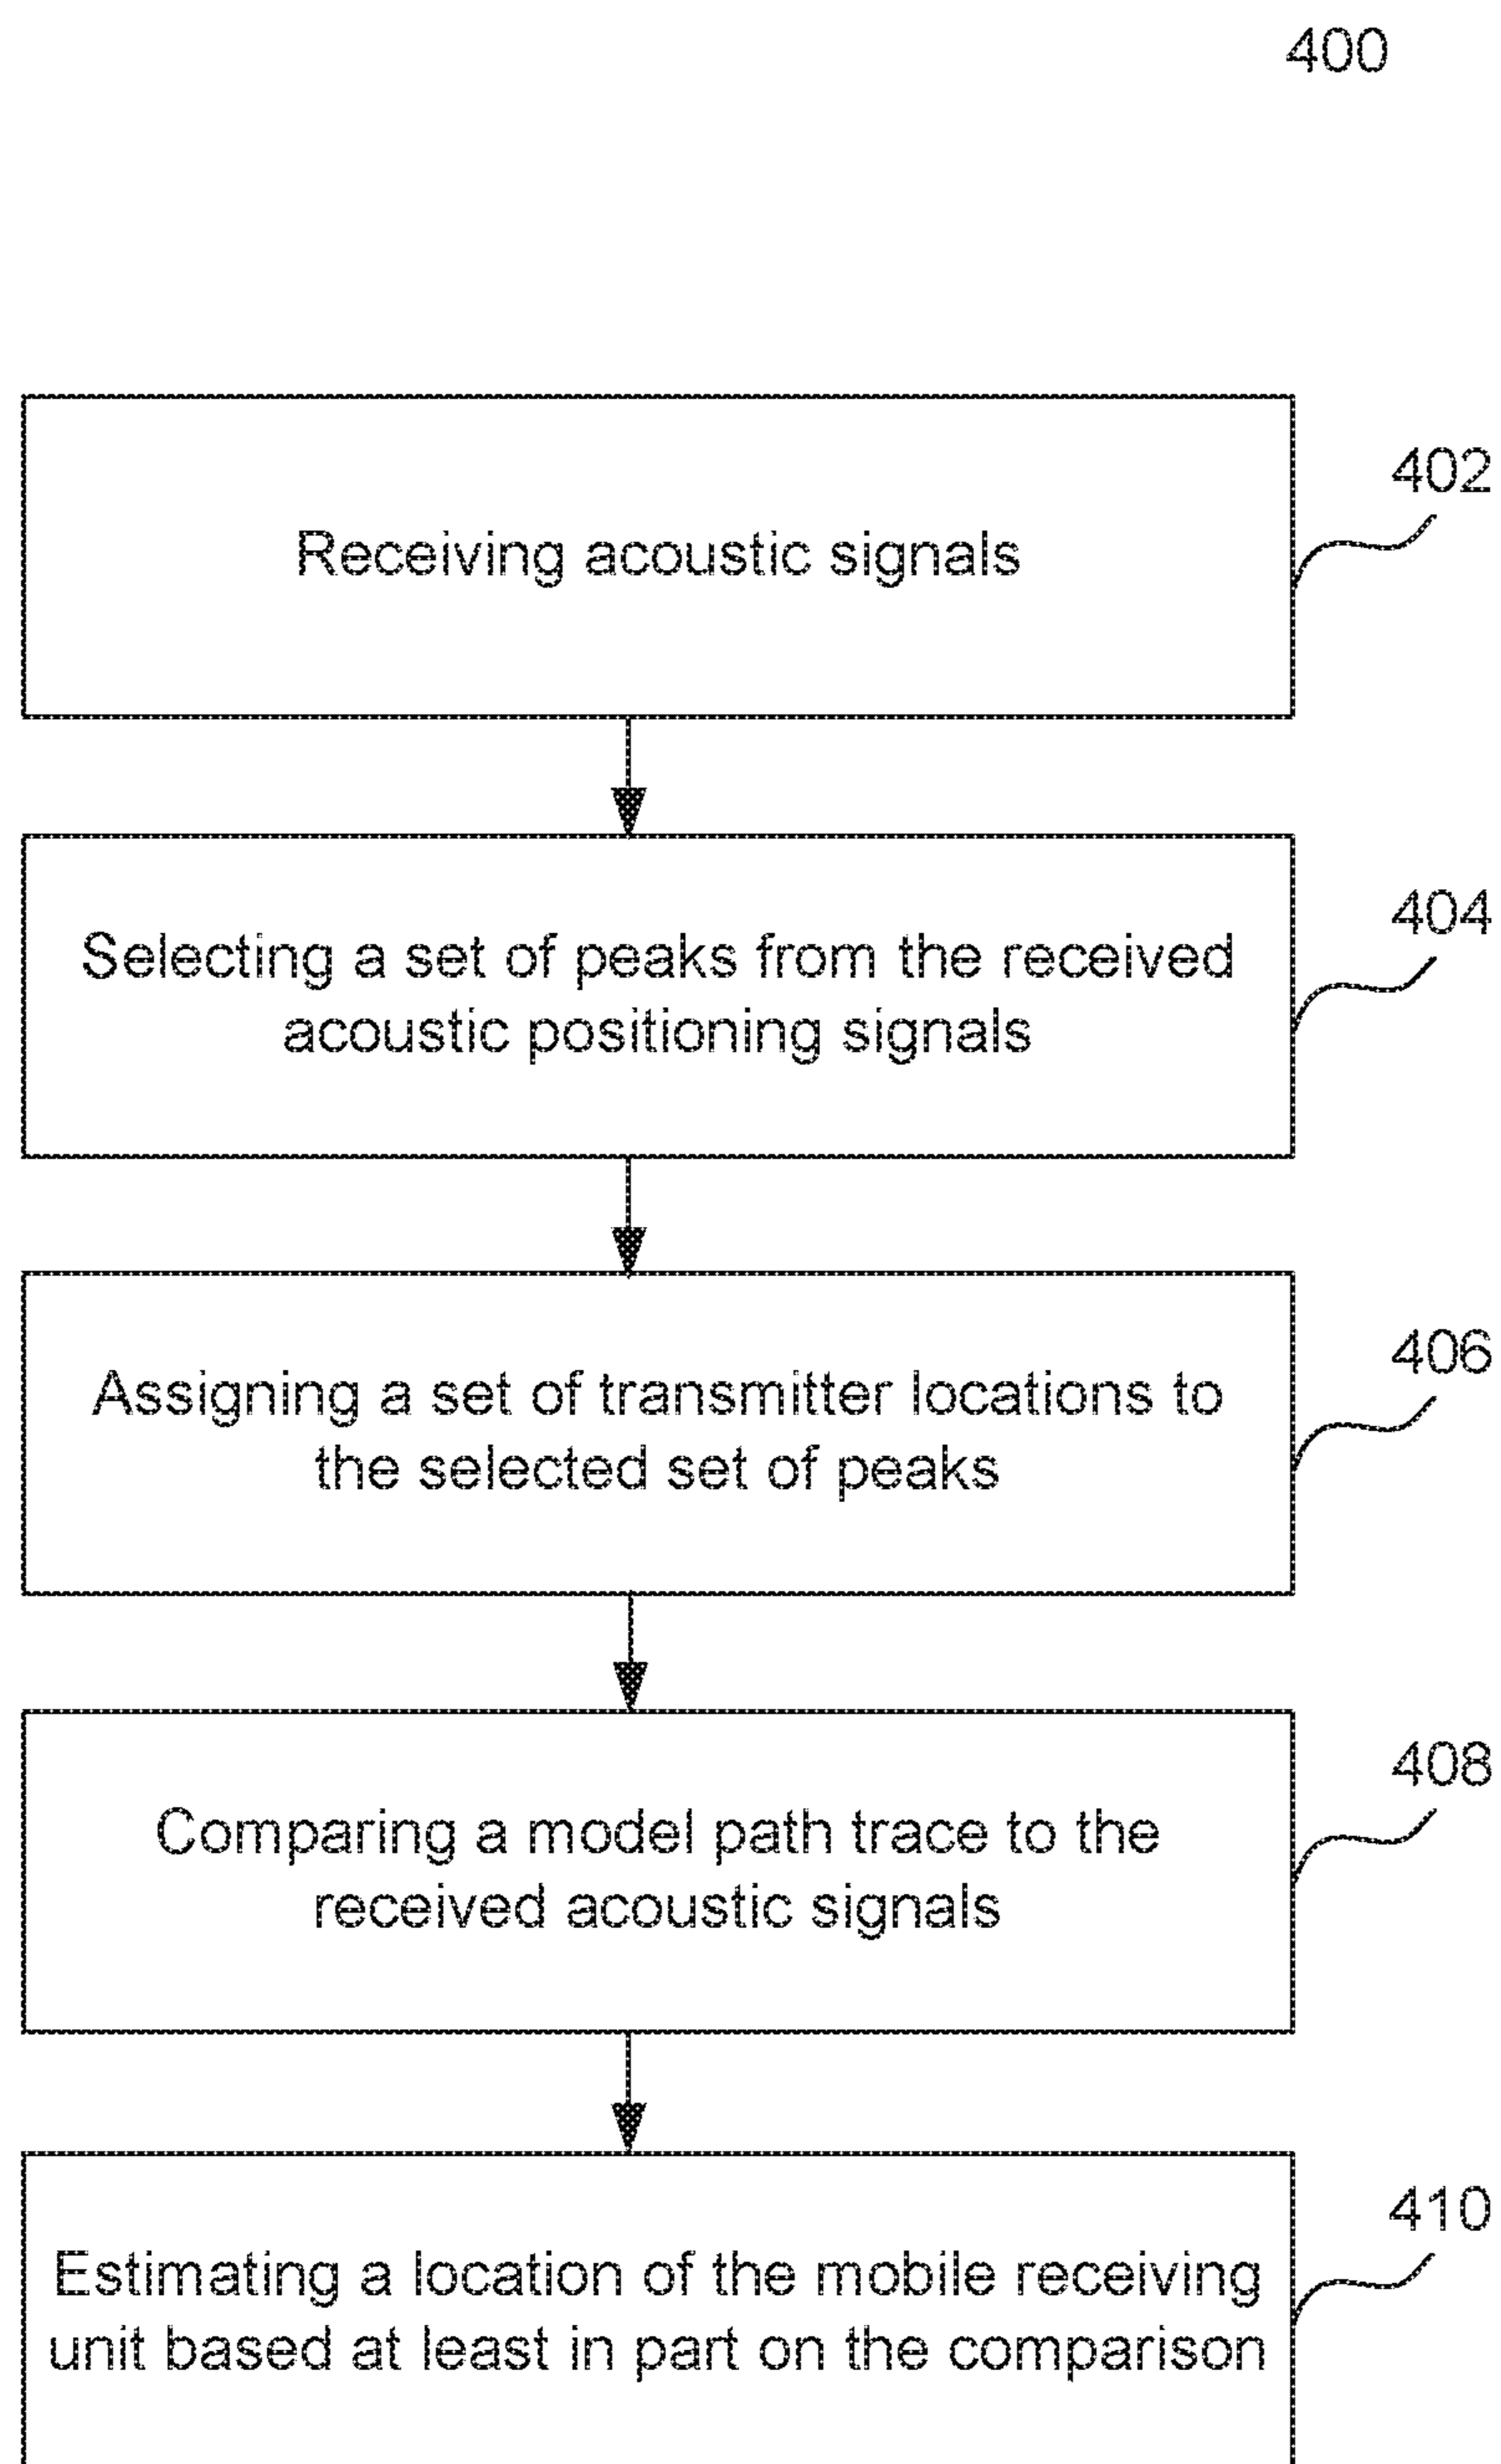 400
Receiving acoustic signals
402
Selecting a set of peaks from the received
acoustic positioning signals
404
Assigning a set of transmitter locations to
the selected set of peaks
406
Comparing a model path trace to the
received acoustic signals
408
Estimating a location of the mobile receiving
unit based at least in part on the comparison
410